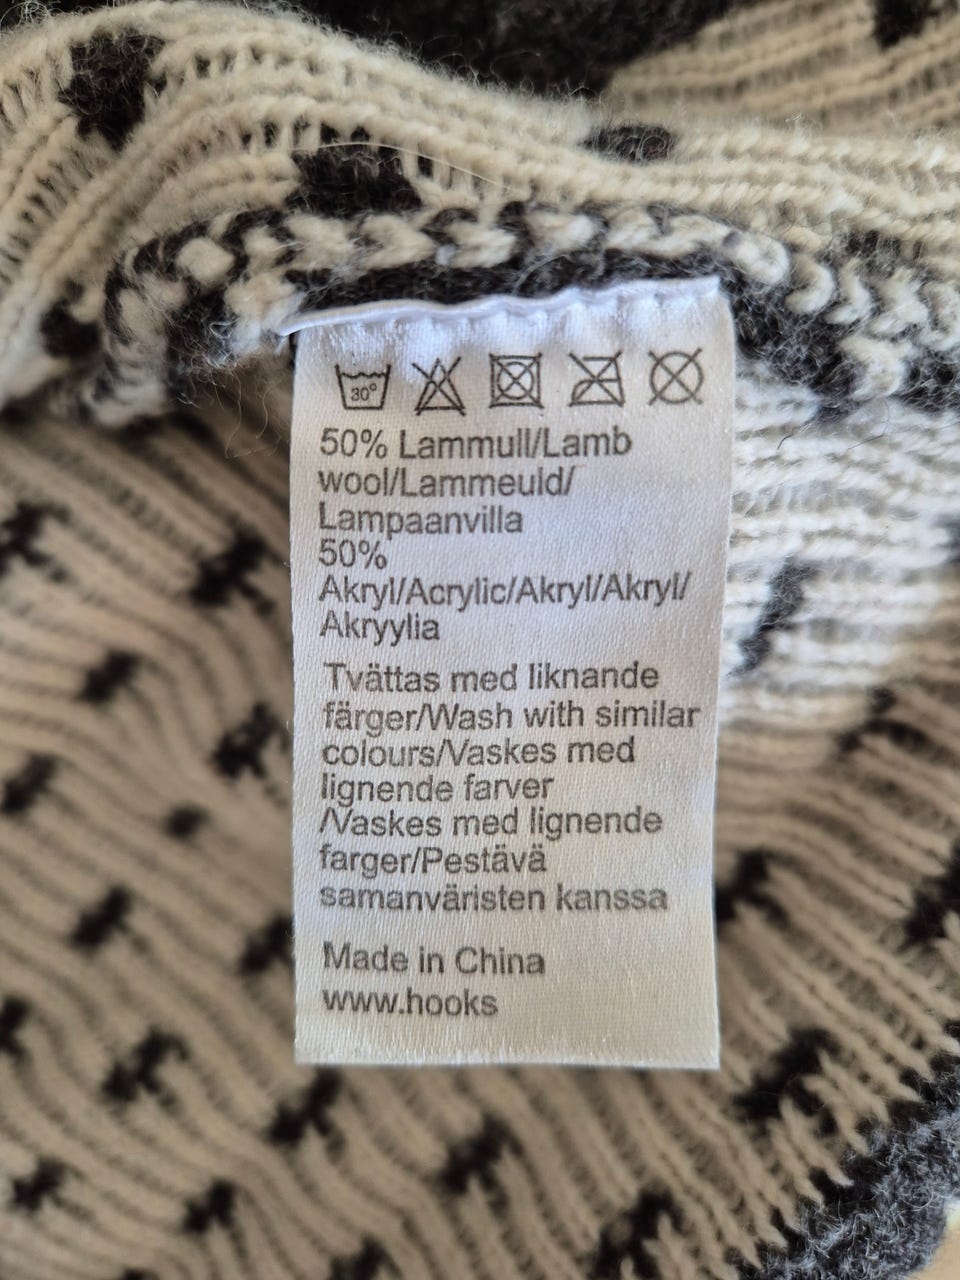 30°
50% Lammull/Lamb
wool/Lammeuld/
Lampaanvilla
50%
Akryl/Acrylic/Akryl/Akryl/
Akryylia
Tvättas med liknande
färger/Wash with similar
colours/Vaskes med
lignende farver
/Vaskes med lignende
farger/Pestävä
samanväristen kanssa
Made in China
www.hooks